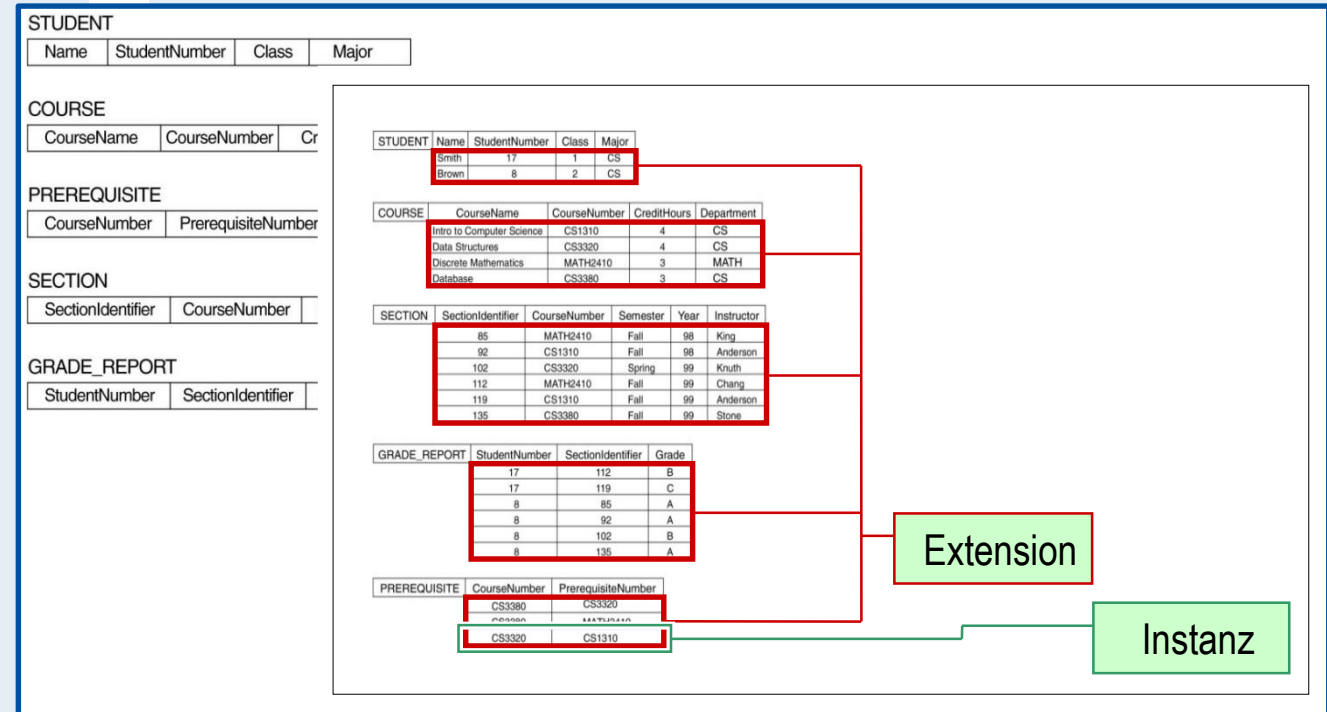 STUDENT
Name StudentNumber Class Major
COURSE
CourseName CourseNumber Cr
PREREQUISITE
CourseNumber PrerequisiteNumber
SECTION
SectionIdentifier CourseNumber
GRADE_REPORT
StudentNumber SectionIdentifier
STUDENT Name StudentNumber Class Major
Smith 17 1 CS
Brown 8 2 CS
COURSE CourseName CourseNumber CreditHours Department
Intro to Computer Science CS1310 4 CS
Data Structures CS3320 4 CS
Discrete Mathematics MATH2410 3 MATH
Database CS3380 3 CS
SECTION SectionIdentifier CourseNumber Semester Year Instructor
85 MATH2410 Fall 98 King
92 CS1310 Fall 98 Anderson
102 CS3320 Spring 99 Knuth
112 MATH2410 Fall 99 Chang
119 CS1310 Fall 99 Anderson
135 CS3380 Fall 99 Stone
GRADE_REPORT StudentNumber SectionIdentifier Grade
17 112 B
17 119 C
8 85 A
8 92 A
8 102 B
8 135 A
Extension
PREREQUISITE CourseNumber PrerequisiteNumber
CS3380 CS3320
CS3380 MATH2410
CS3320 CS1310
Instanz